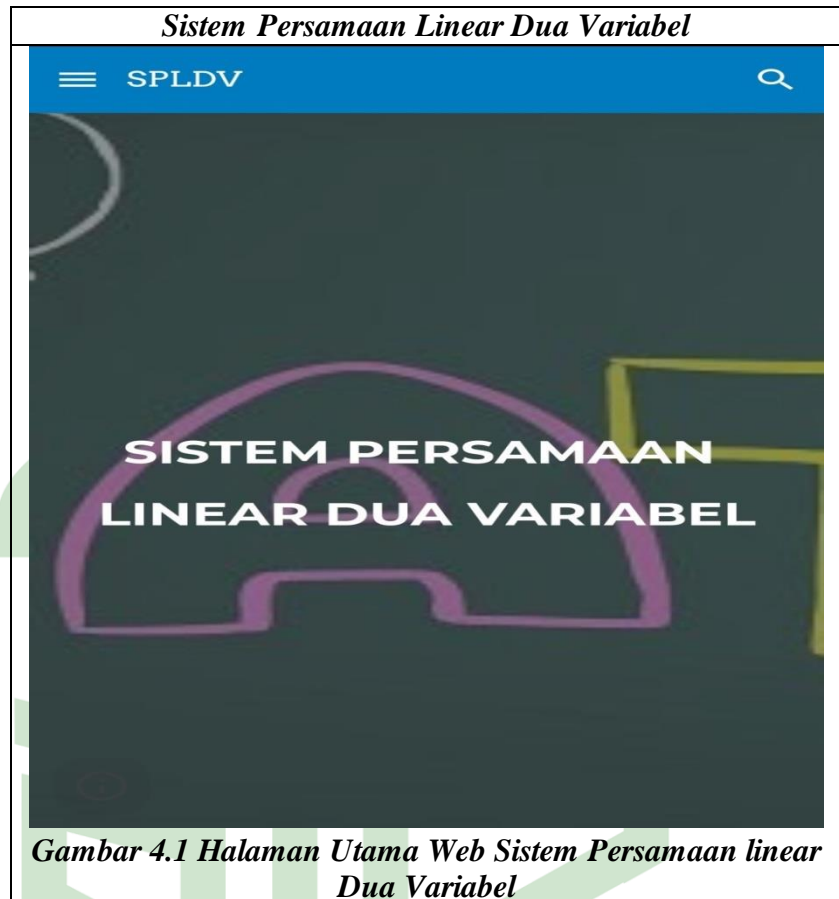 Sistem Persamaan Linear Dua Variabel
SPLDV
SISTEM PERSAMAAN
LINEAR DUA VARIABEL
Gambar 4.1 Halaman Utama Web Sistem Persamaan linear
Dua Variabel